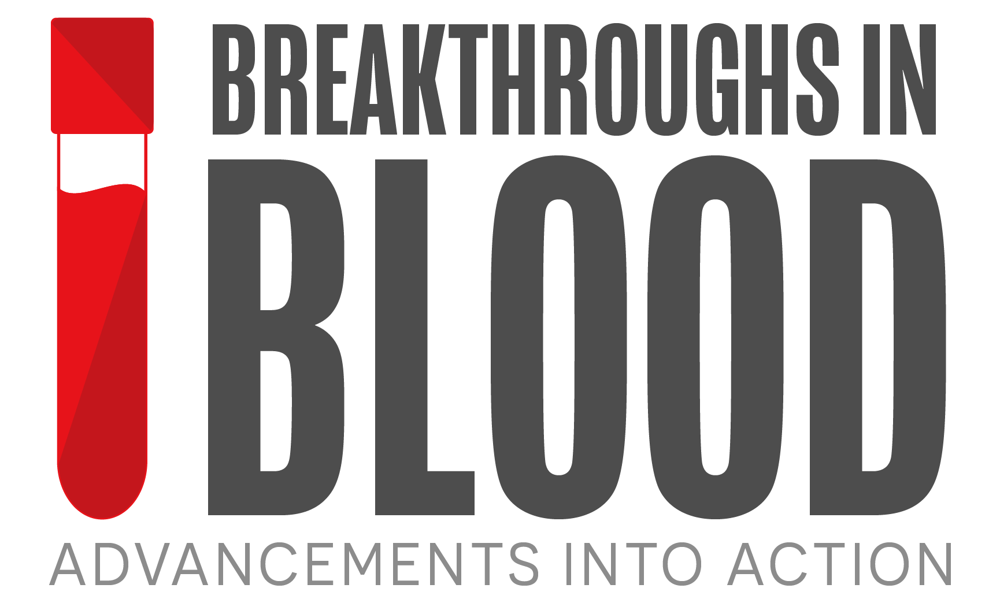 BREAKTHROUGHS IN
BLOOD
ADVANCEMENTS INTO ACTION